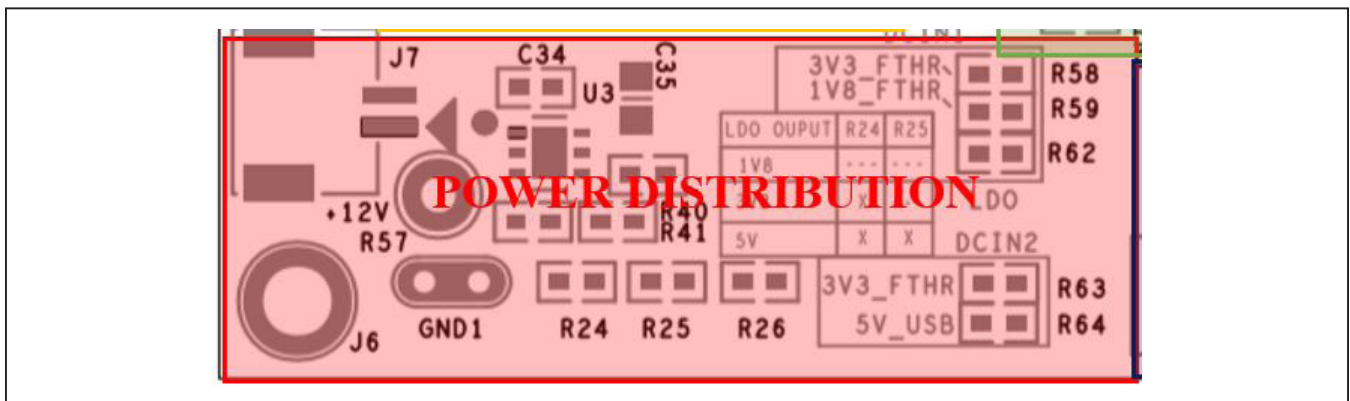 DCIN1
J7
C34
C35
U3
3V3_FTHR
1V8_FTHR
R58
R59
R62
LDO OUPUT R24 R25
1V8 --- ---
X
5V X X
POWER DISTRIBUTION
LDO
+12V
R57
R40
R41
DCIN2
3V3_FTHR
5V_USB
R63
R64
J6
GND1
R24
R25
R26